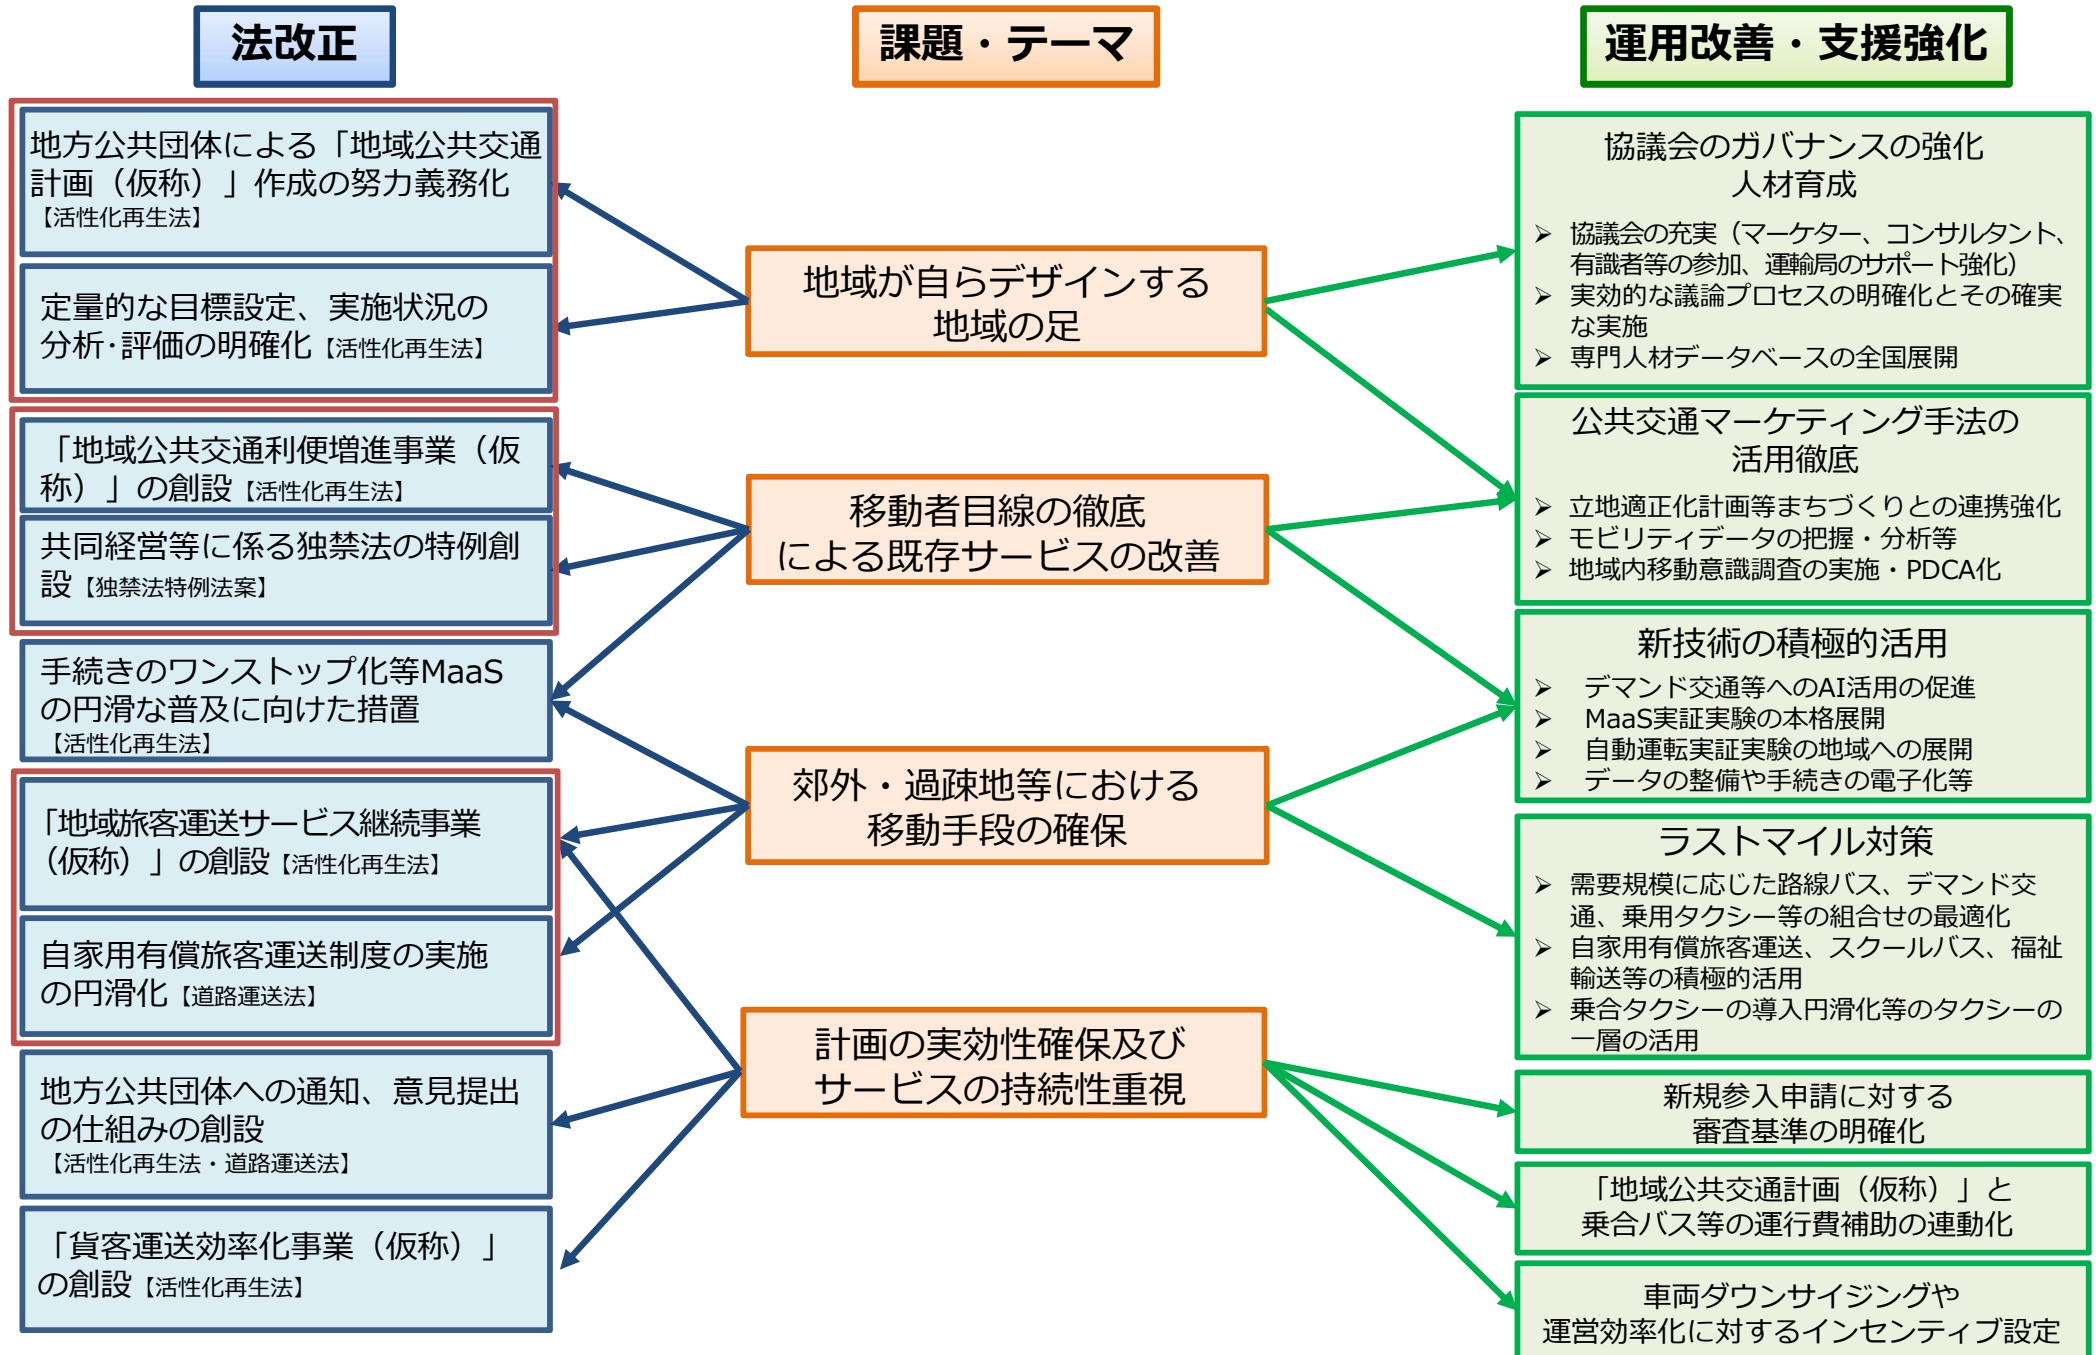 法改正
地方公共団体による「地域公共交通
計画（仮称）」作成の努力義務化
【活性化再生法】
定量的な目標設定、実施状況の
分析･評価の明確化【活性化再生法】
「地域公共交通利便増進事業（仮
称）」の創設【活性化再生法】
共同経営等に係る独禁法の特例創
設【独禁法特例法案】
手続きのワンストップ化等MaaS
の円滑な普及に向けた措置
【活性化再生法】
「地域旅客運送サービス継続事業
（仮称）」の創設【活性化再生法】
自家用有償旅客運送制度の実施
の円滑化【道路運送法】
地方公共団体への通知、意見提出
の仕組みの創設
【活性化再生法・道路運送法】
「貨客運送効率化事業（仮称）」
の創設【活性化再生法】
課題・テーマ
地域が自らデザインする
地域の足
移動者目線の徹底
による既存サービスの改善
郊外・過疎地等における
移動手段の確保
計画の実効性確保及び
サービスの持続性重視
運用改善・支援強化
協議会のガバナンスの強化
人材育成
➢ 協議会の充実（マーケター、コンサルタント、
有識者等の参加、運輸局のサポート強化）
➢ 実効的な議論プロセスの明確化とその確実
な実施
➢ 専門人材データベースの全国展開
公共交通マーケティング手法の
活用徹底
➢ 立地適正化計画等まちづくりとの連携強化
➢ モビリティデータの把握・分析等
➢ 地域内移動意識調査の実施・PDCA化
新技術の積極的活用
➢ デマンド交通等へのAI活用の促進
➢ MaaS実証実験の本格展開
➢ 自動運転実証実験の地域への展開
➢ データの整備や手続きの電子化等
ラストマイル対策
➢ 需要規模に応じた路線バス、デマンド交
通、乗用タクシー等の組合せの最適化
➢ 自家用有償旅客運送、スクールバス、福祉
輸送等の積極的活用
➢ 乗合タクシーの導入円滑化等のタクシーの
一層の活用
新規参入申請に対する
審査基準の明確化
「地域公共交通計画（仮称）」と
乗合バス等の運行費補助の連動化
車両ダウンサイジングや
運営効率化に対するインセンティブ設定